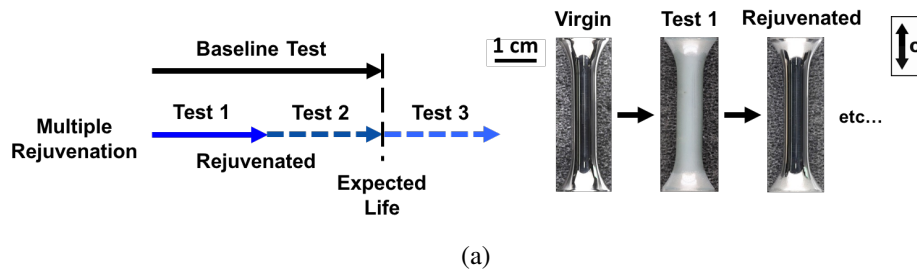 Baseline Test
Test 1
Test 2
Test 3
Multiple
Rejuvenation
Rejuvenated
Expected
Life
1 cm
Virgin
Test 1
Rejuvenated
etc...
(a)